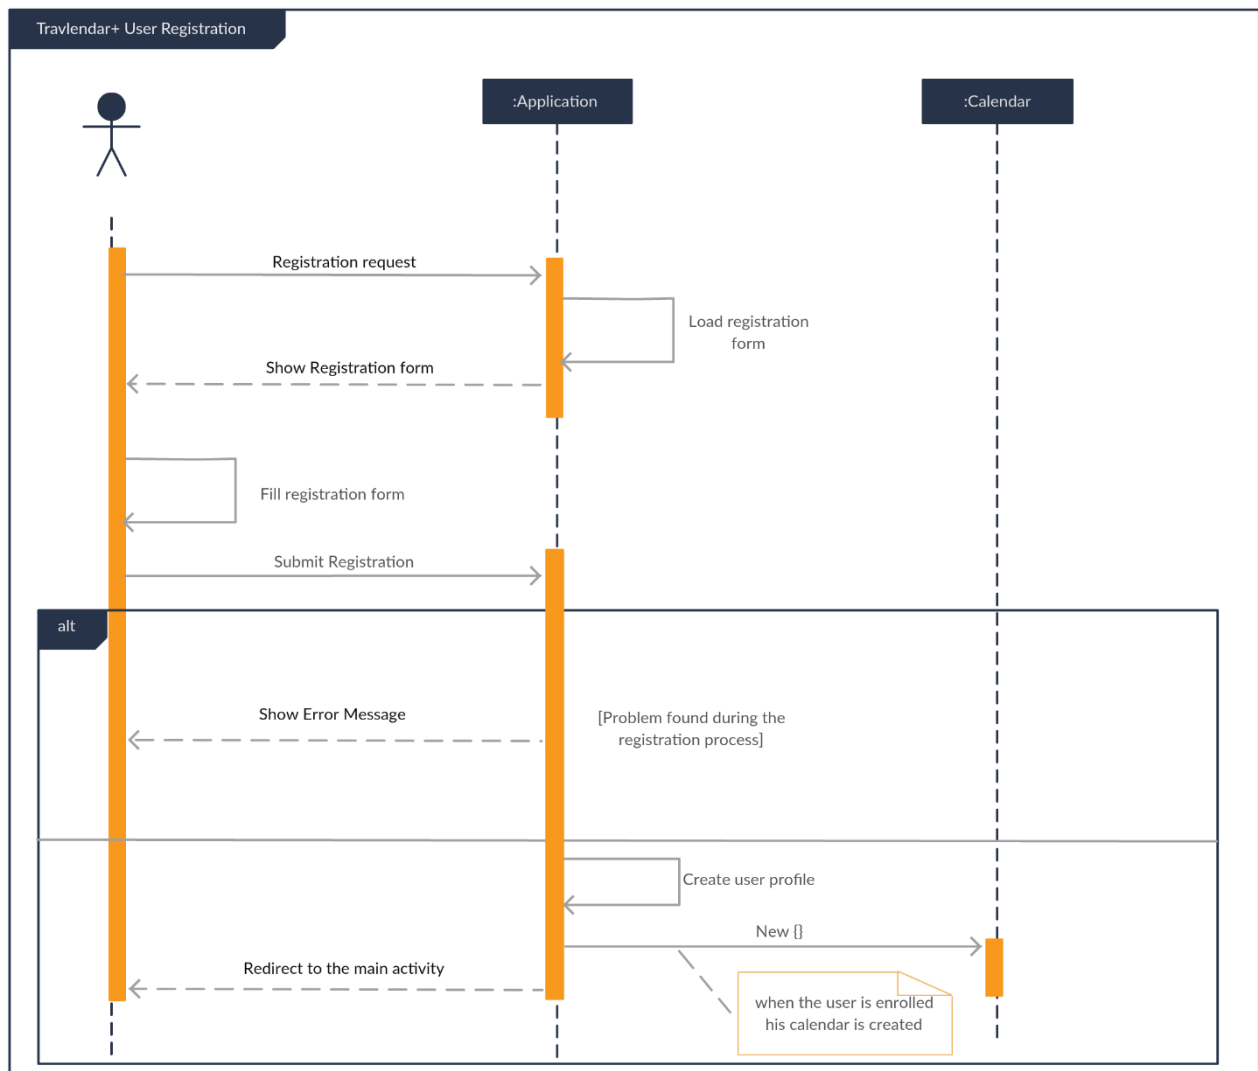 Travlendar+ User Registration
:Application
:Calendar
Registration request
Load registration
form
Show Registration form
Fill registration form
Submit Registration
alt
Show Error Message
[Problem found during the
registration process]
Create user profile
New {}
Redirect to the main activity
when the user is enrolled
his calendar is created